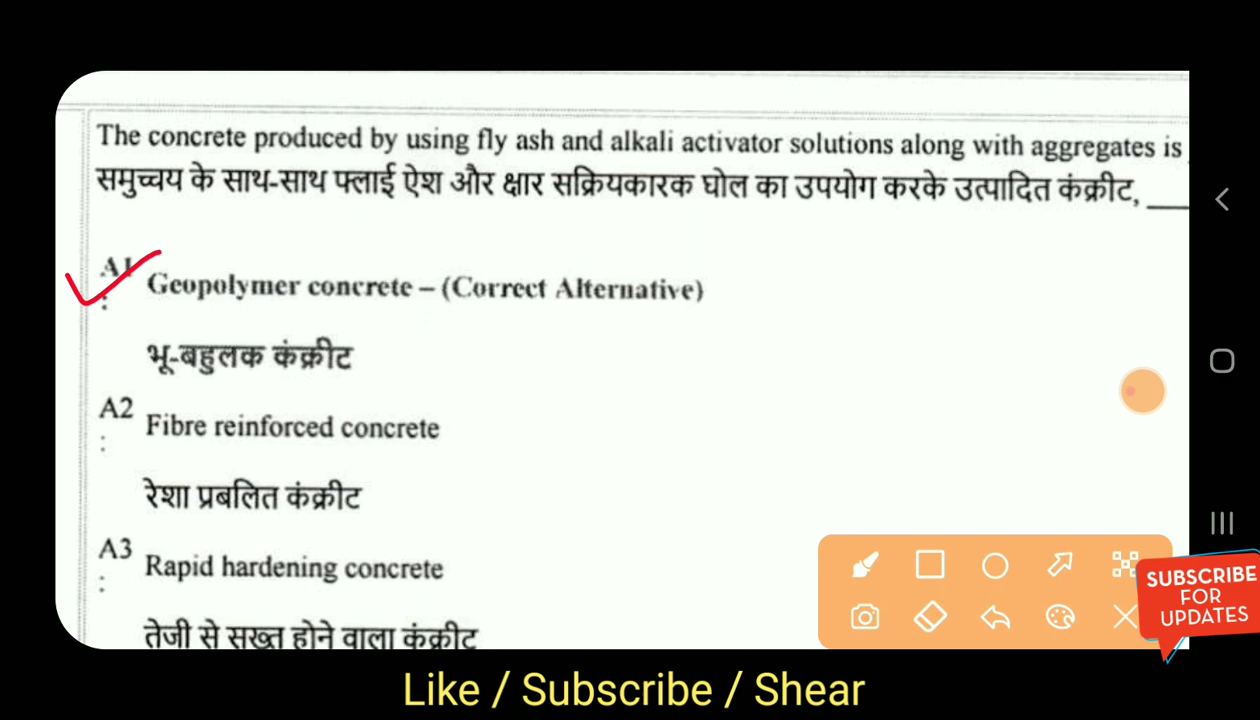 The concrete produced by using fly ash and alkali activator solutions along with aggregates is
समुच्चय के साथ-साथ फ्लाई ऐश और क्षार सक्रियकारक घोल का उपयोग करके उत्पादित कंक्रीट, ____
A1
:
Geopolymer concrete – (Correct Alternative)
भू-बहुलक कंक्रीट
A2
:
Fibre reinforced concrete
रेशा प्रबलित कंक्रीट
A3
:
Rapid hardening concrete
तेजी से सख्त होने वाला कंक्रीट
SUBSCRIBE
FOR
UPDATES
Like / Subscribe / Shear